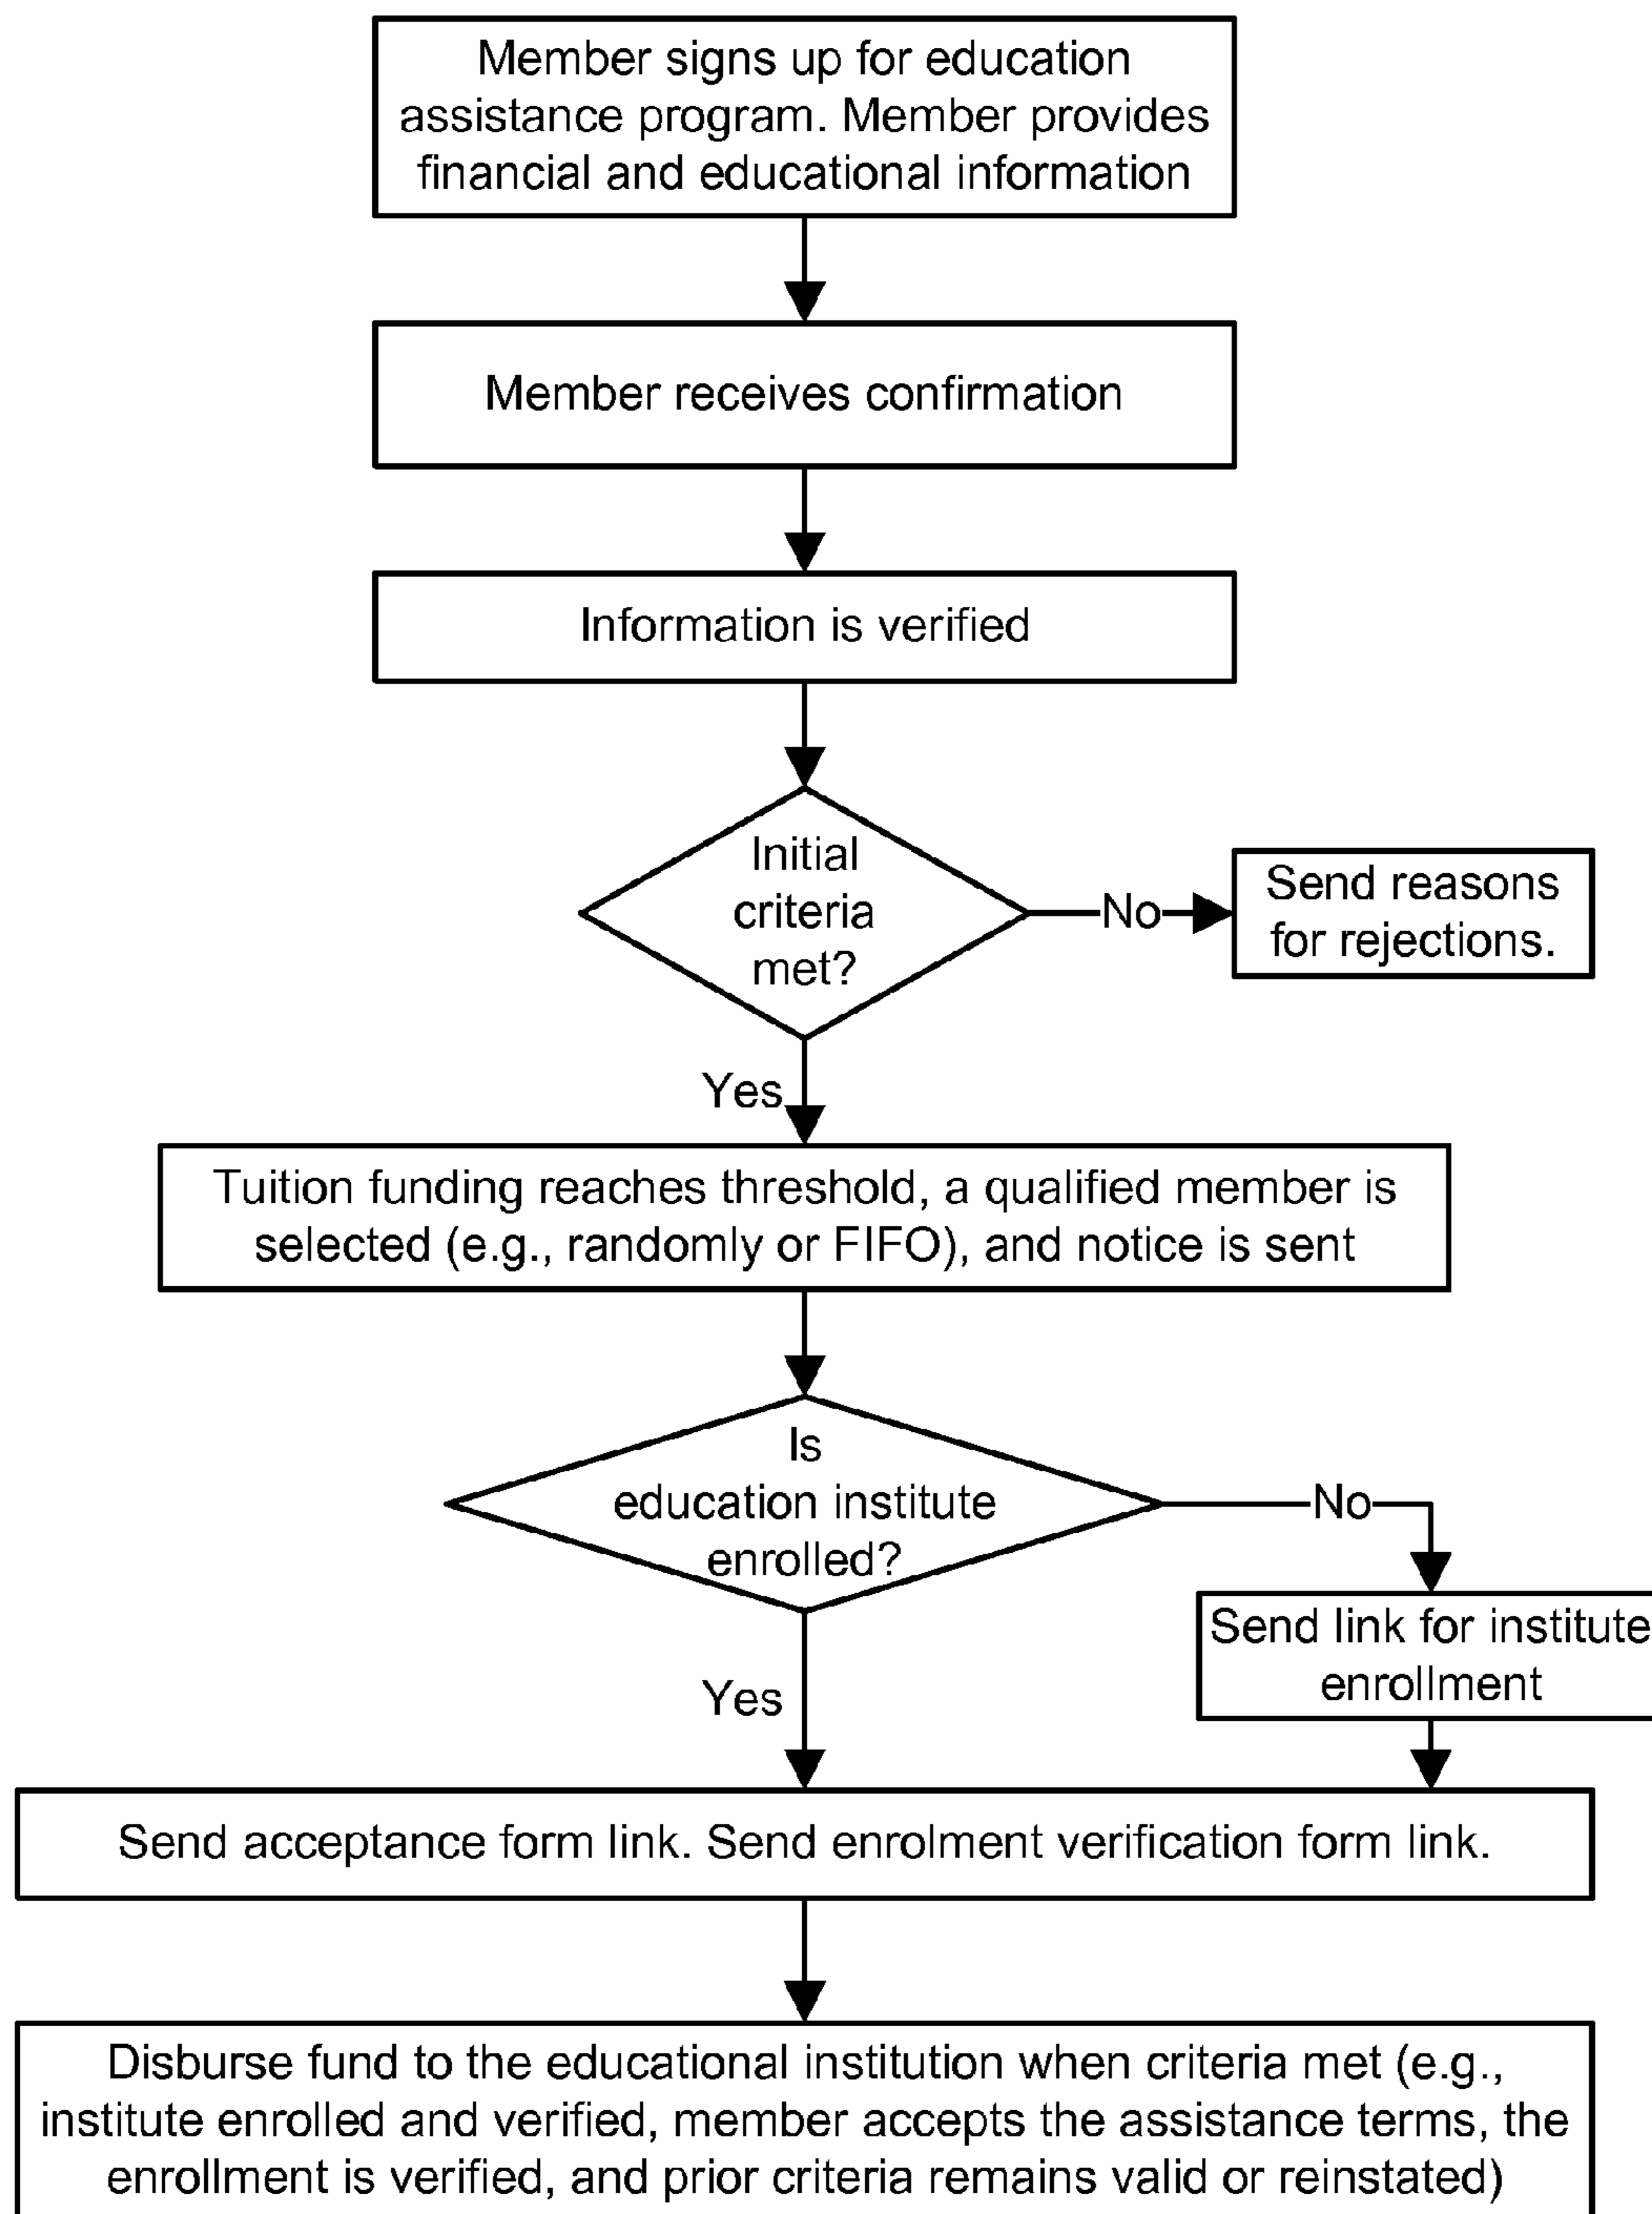 Member signs up for education
assistance program. Member provides
financial and educational information
Member receives confirmation
Information is verified
Initial
criteria
met?
No
Send reasons
for rejections.
Yes
Tuition funding reaches threshold, a qualified member is
selected (e.g., randomly or FIFO), and notice is sent
Is
education institute
enrolled?
No
Send link for institute
enrollment
Yes
Send acceptance form link. Send enrolment verification form link.
Disburse fund to the educational institution when criteria met (e.g.,
institute enrolled and verified, member accepts the assistance terms, the
enrollment is verified, and prior criteria remains valid or reinstated)